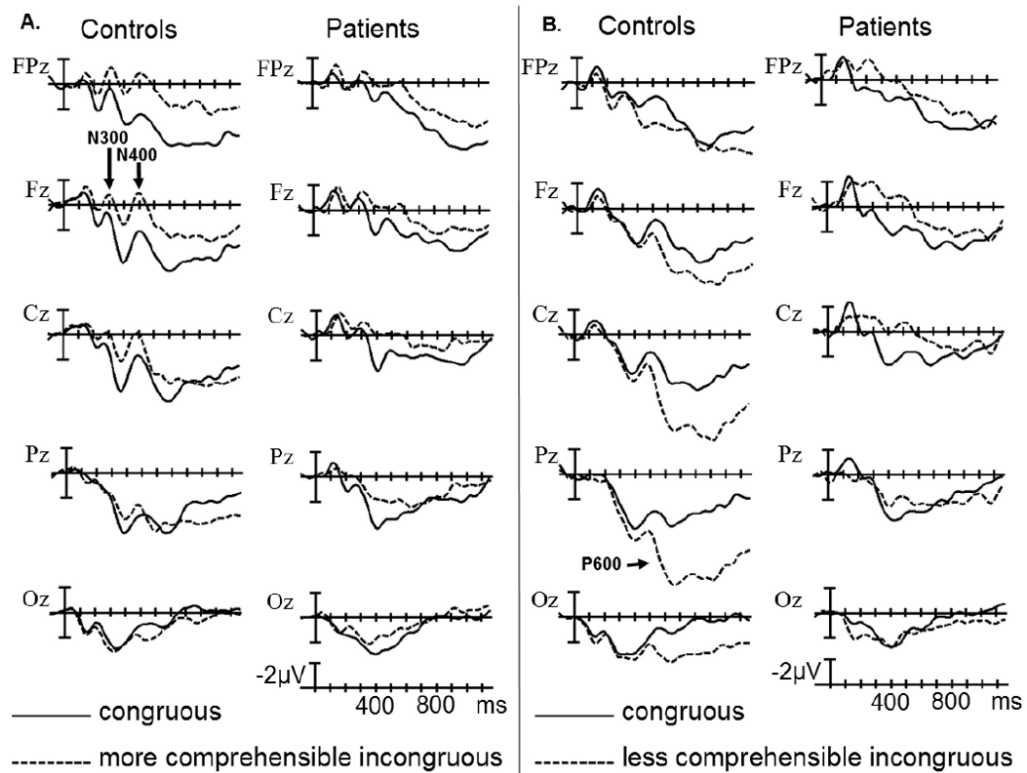 A.
Controls
Patients
FPz
FPz
N300
N400
Fz
Fz
Cz
Cz
Pz
Pz
Oz
Oz
-2µV
400 800 ms
congruous
more comprehensible incongruous
B.
Controls
Patients
FPz
FPz
Fz
Fz
Cz
Cz
Pz
Pz
P600
Oz
Oz
-2µV
400 800 ms
congruous
less comprehensible incongruous